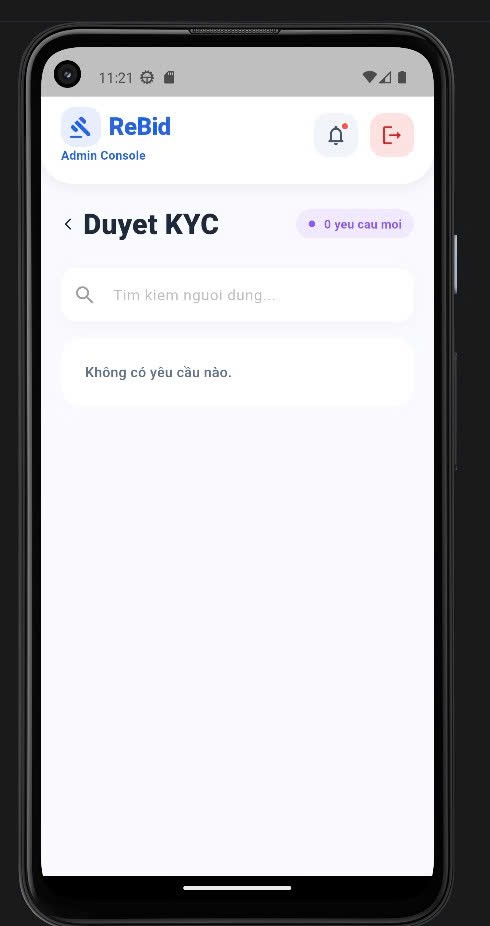 11:21
ReBid
Admin Console
Duyet KYC
0 yeu cau moi
Tim kiem nguoi dung...
Không có yêu cầu nào.